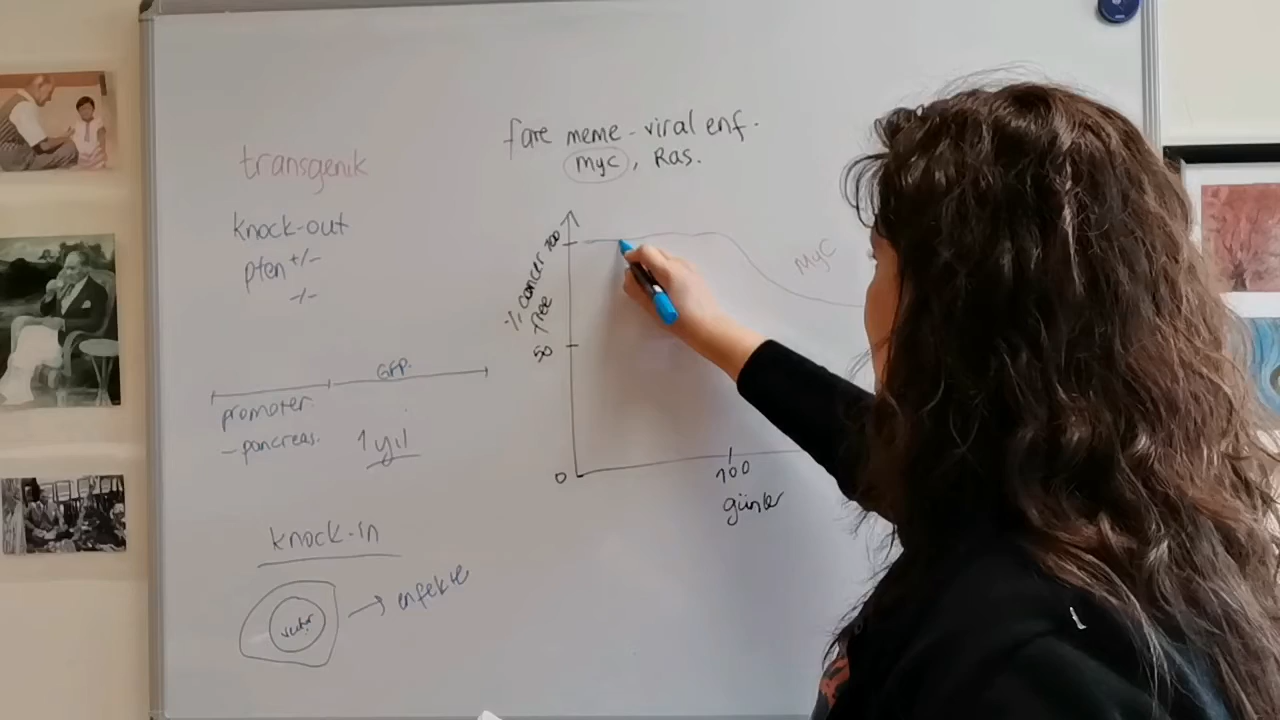 transgenik
knock-out
pten +/-
-/-
GFP.
promoter.
-pancreas.
1 yıl
knock-in
vektör
→ enfekte
fare meme - viral enf.
myc, Ras.
% cancer
free
100
50
0
Myc
100
günler